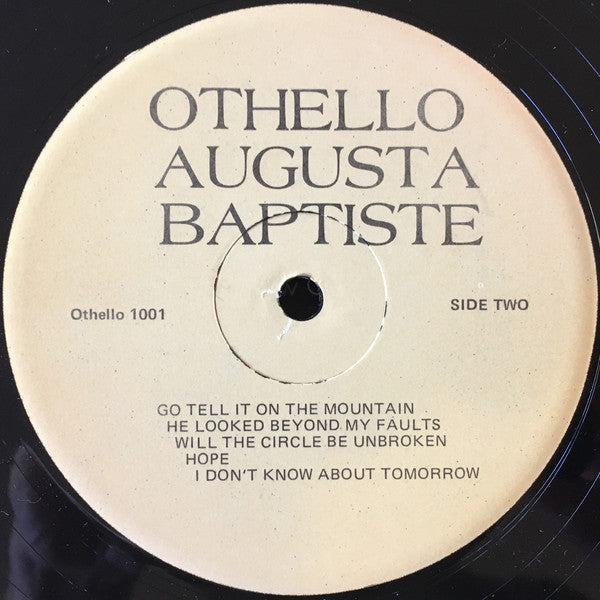 OTHELLO
AUGUSTA
BAPTISTE
Othello 1001
SIDE TWO
GO TELL IT ON THE MOUNTAIN
HE LOOKED BEYOND MY FAULTS
WILL THE CIRCLE BE UNBROKEN
HOPE
I DON'T KNOW ABOUT TOMORROW